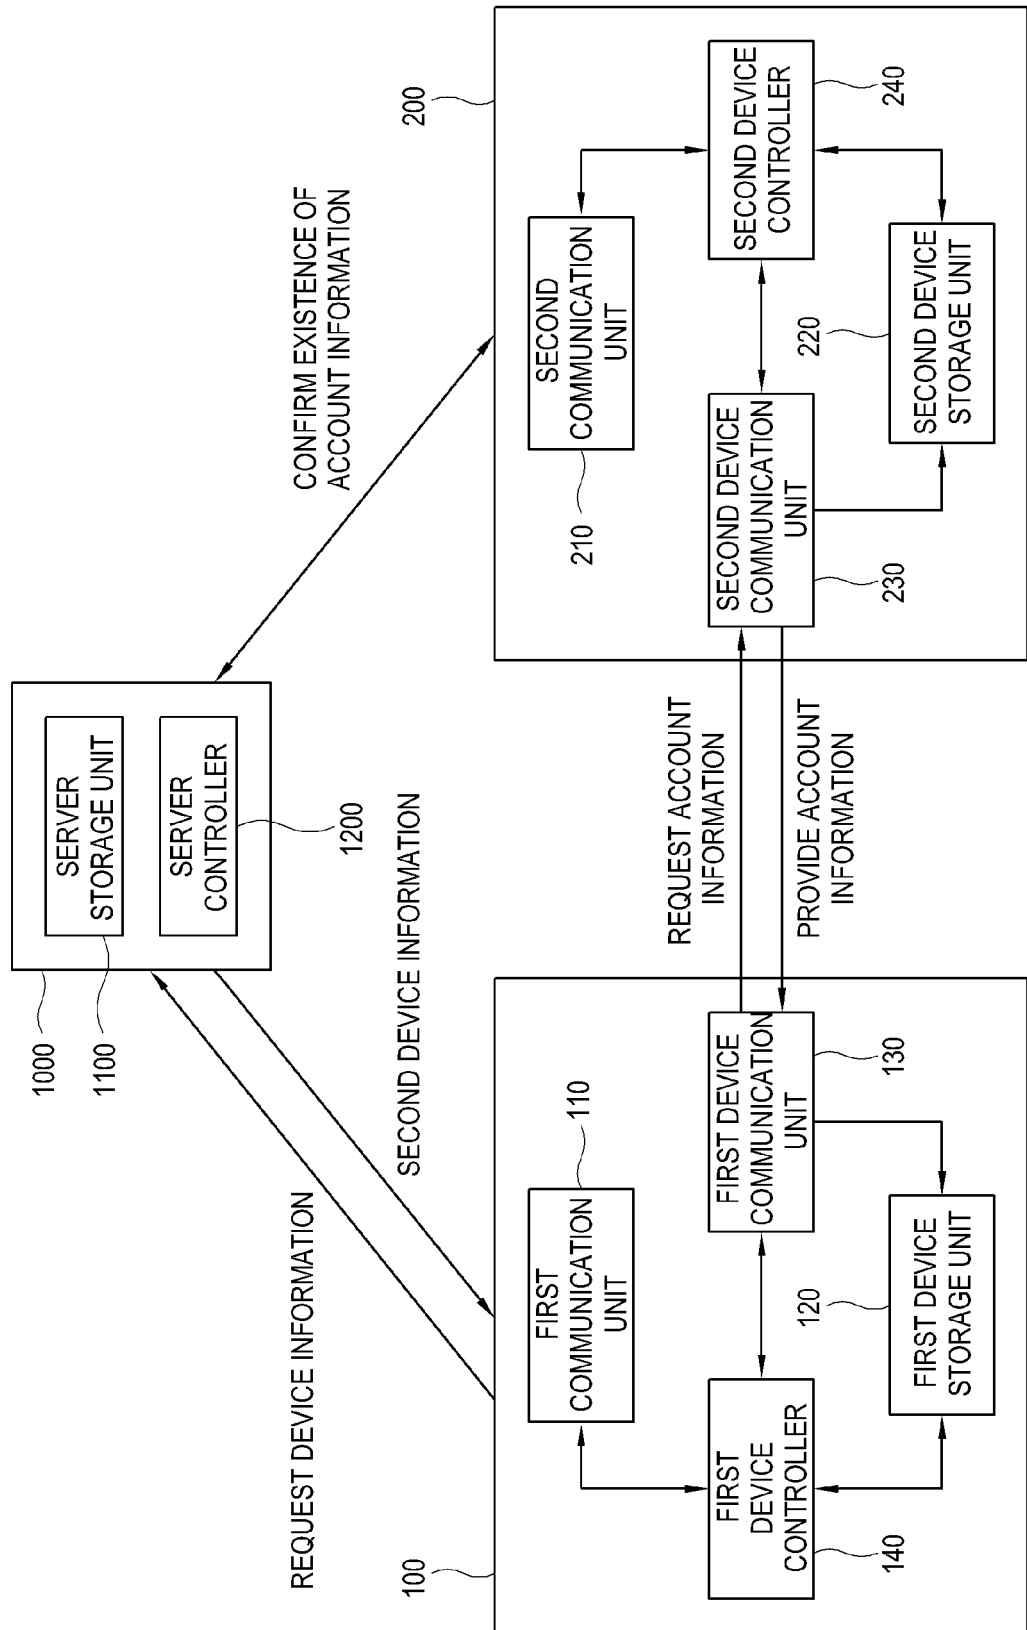 1000
1100
SERVER
STORAGE UNIT
SERVER
CONTROLLER
1200
REQUEST DEVICE INFORMATION
SECOND DEVICE INFORMATION
CONFIRM EXISTENCE OF
ACCOUNT INFORMATION
100
FIRST
COMMUNICATION
UNIT
110
FIRST
DEVICE
CONTROLLER
140
FIRST DEVICE
COMMUNICATION
UNIT
130
120
FIRST DEVICE
STORAGE UNIT
REQUEST ACCOUNT
INFORMATION
PROVIDE ACCOUNT
INFORMATION
200
SECOND
COMMUNICATION
UNIT
210
SECOND DEVICE
COMMUNICATION
UNIT
230
SECOND DEVICE
CONTROLLER
240
220
SECOND DEVICE
STORAGE UNIT